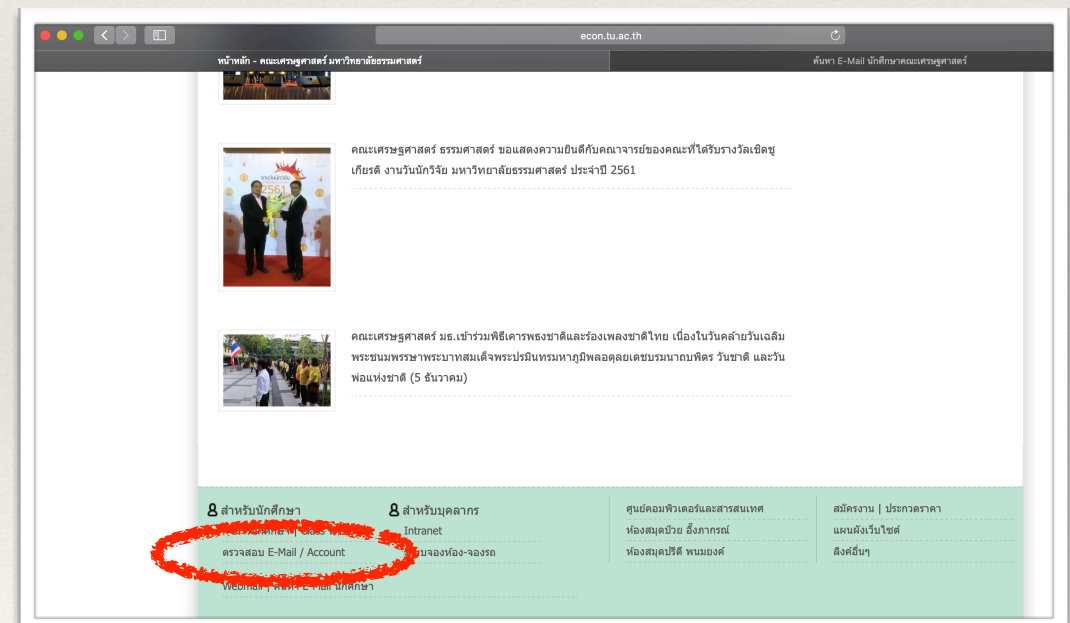 econ.tu.ac.th
หน้าหลัก - คณะเศรษฐศาสตร์ มหาวิทยาลัยธรรมศาสตร์
ค้นหา E-Mail นักศึกษาคณะเศรษฐศาสตร์
คณะเศรษฐศาสตร์ ธรรมศาสตร์ ขอแสดงความยินดีกับคณาจารย์ของคณะที่ได้รับรางวัลเชิดชู
เกียรติ งานวันนักวิจัย มหาวิทยาลัยธรรมศาสตร์ ประจำปี 2561
งานวันนักวิจัย
2561
คณะเศรษฐศาสตร์ มธ.เข้าร่วมพิธีเคารพธงชาติและร้องเพลงชาติไทย เนื่องในวันคล้ายวันเฉลิม
พระชนมพรรษาพระบาทสมเด็จพระปรมินทรมหาภูมิพลอดุลยเดชบรมนาถบพิตร วันชาติ และวัน
พ่อแห่งชาติ (5 ธันวาคม)
สำหรับนักศึกษา
ตรวจสอบ E-Mail / Account
Webmail | ค้นหา E-Mail นักศึกษา
สำหรับบุคลากร
Intranet
จองห้อง-จองรถ
ศูนย์คอมพิวเตอร์และสารสนเทศ
ห้องสมุดป๋วย อึ๊งภากรณ์
ห้องสมุดปรีดี พนมยงค์
สมัครงาน | ประกวดราคา
แผนผังเว็บไซต์
ลิงค์อื่นๆ